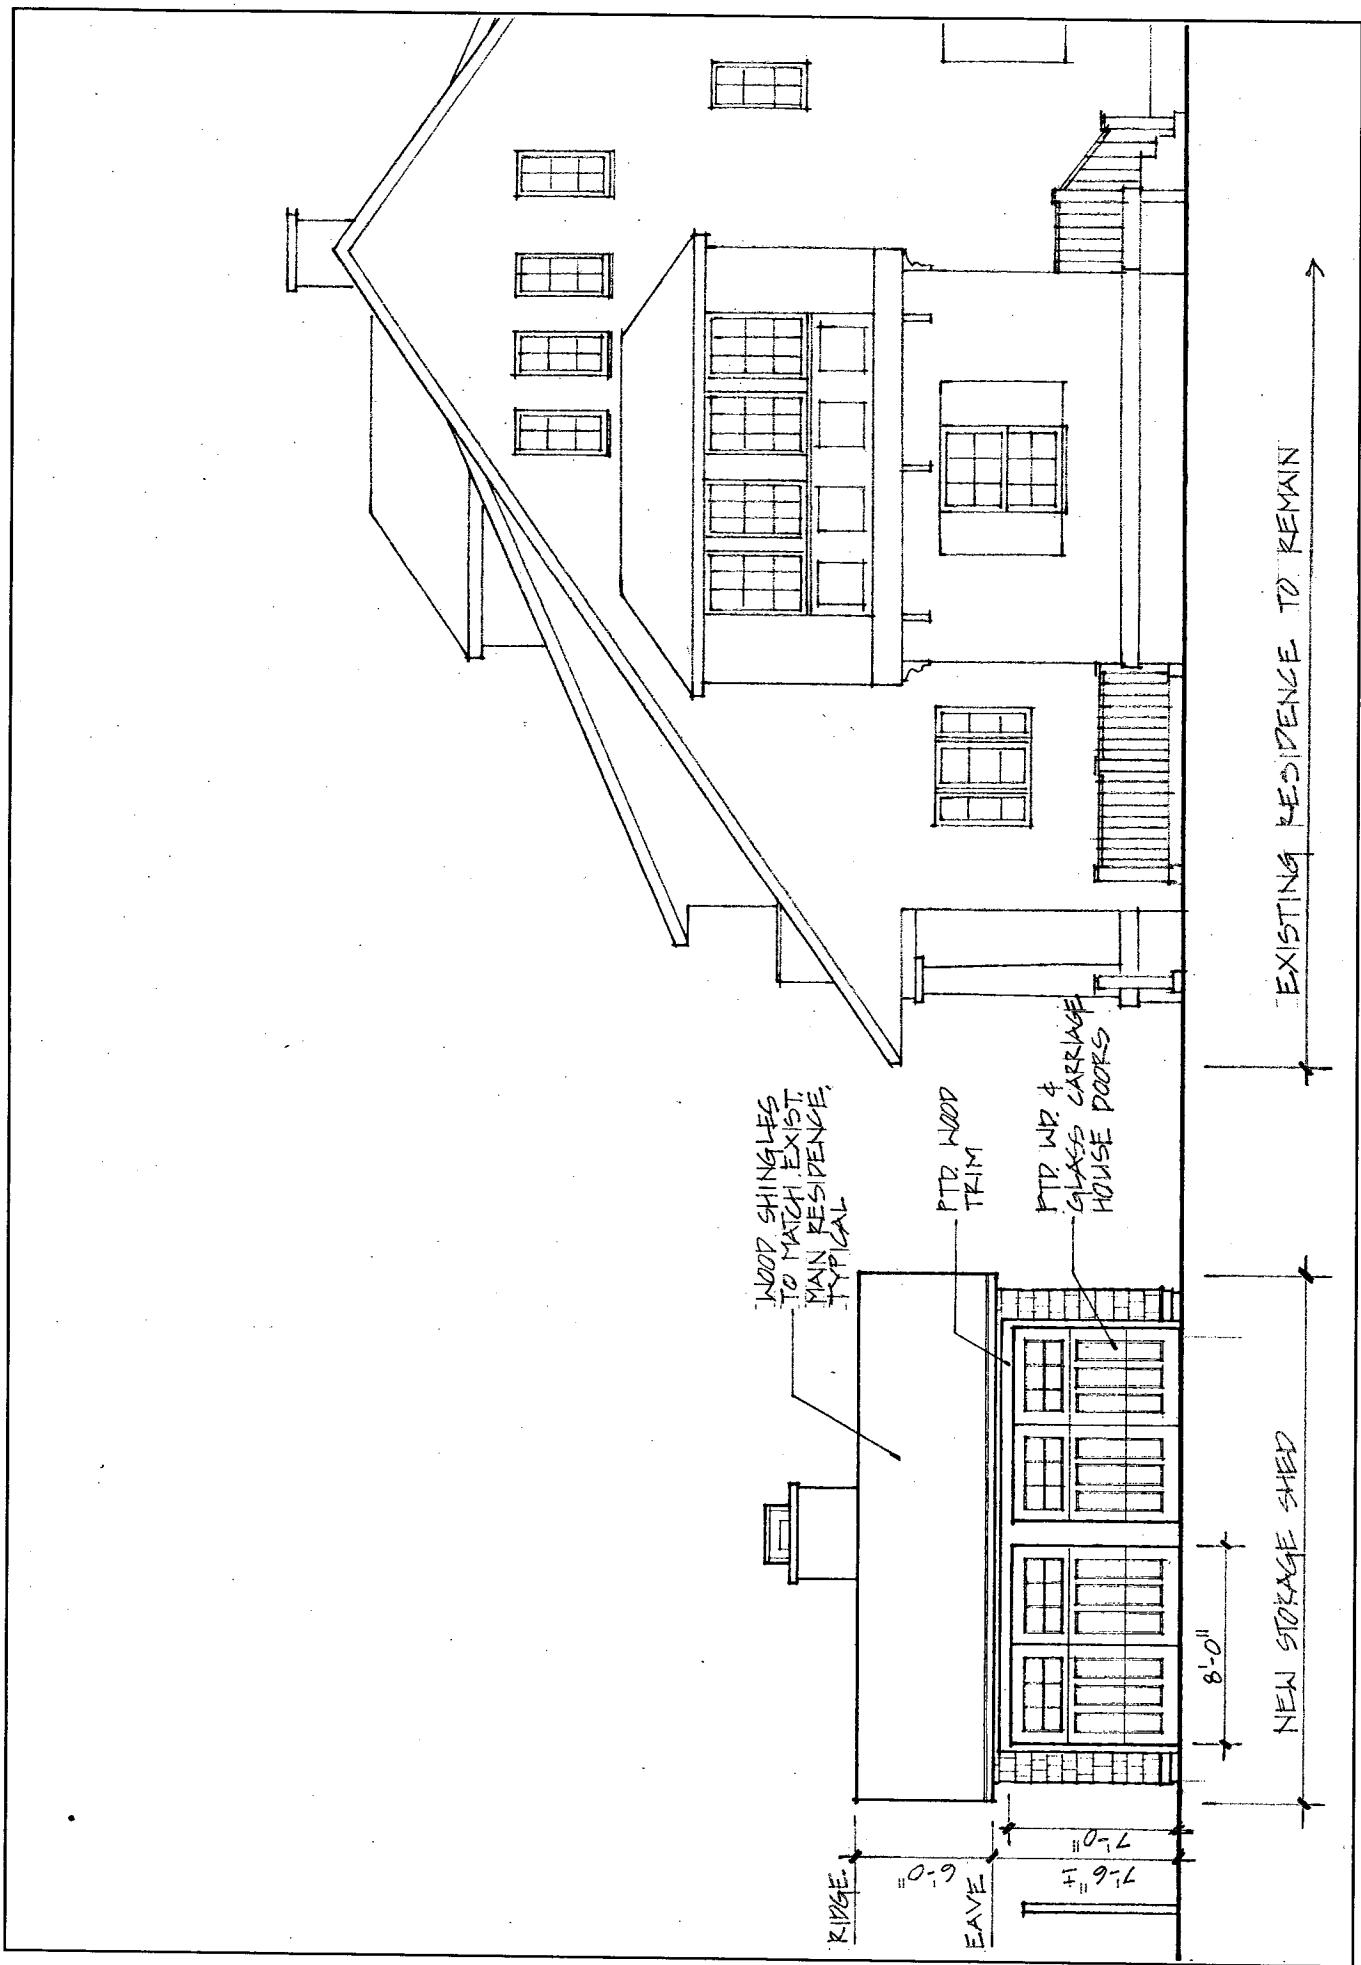 WOOD SHINGLES
TO MATCH EXIST.
MAIN RESIDENCE,
TYPICAL
PTD. WOOD
TRIM
PTD. WD. &
GLASS CARRIAGE
HOUSE DOORS
RIDGE
6'-0"
EAVE
7'-6"±
7'-0"
8'-0"
NEW STORAGE SHED
EXISTING RESIDENCE TO REMAIN